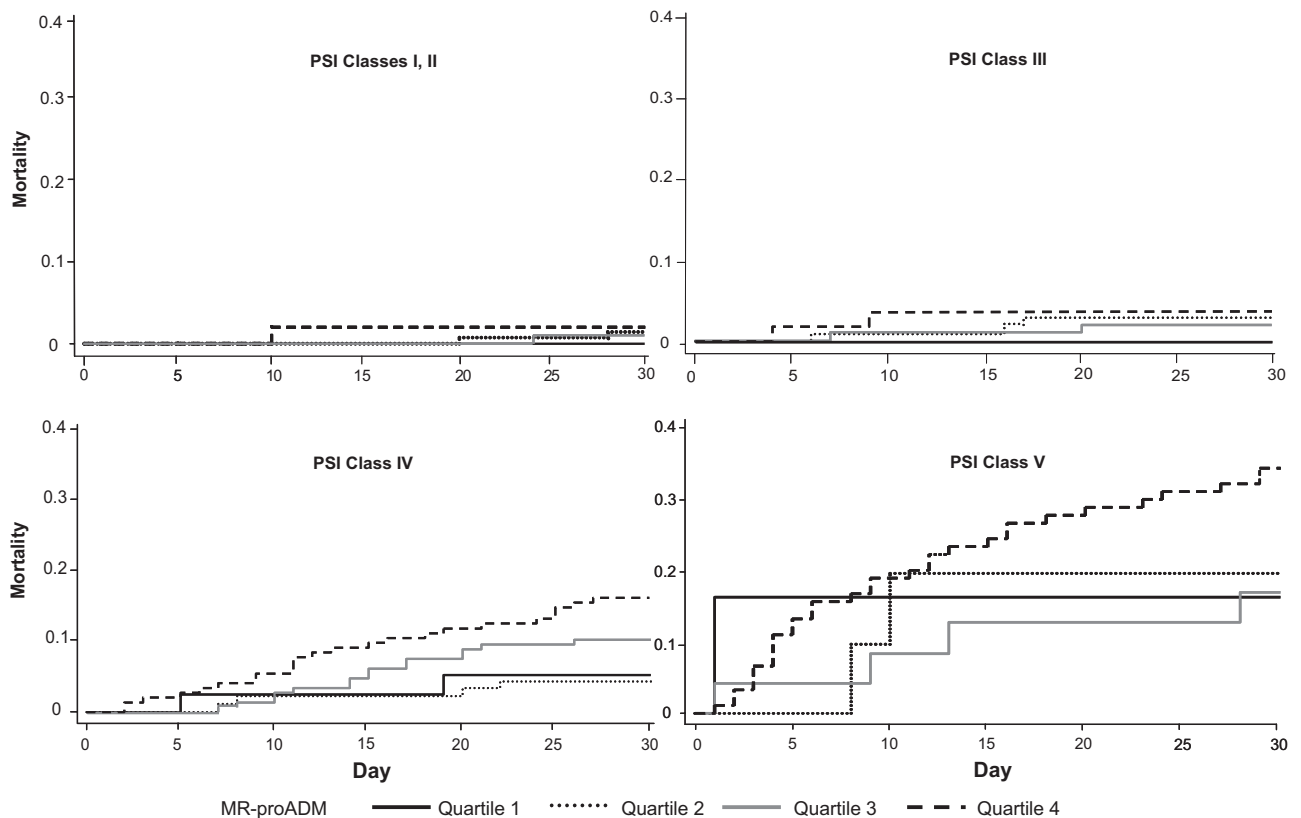 PSI Classes I, II
Mortality
0.4
0.3
0.2
0.1
0
0 5 10 15 20 25 30
PSI Class III
0.4
0.3
0.2
0.1
0
0 5 10 15 20 25 30
PSI Class IV
Mortality
0.4
0.3
0.2
0.1
0
0 5 10 15 20 25 30
Day
PSI Class V
0.4
0.3
0.2
0.1
0
0 5 10 15 20 25 30
Day
MR-proADM Quartile 1 Quartile 2 Quartile 3 Quartile 4